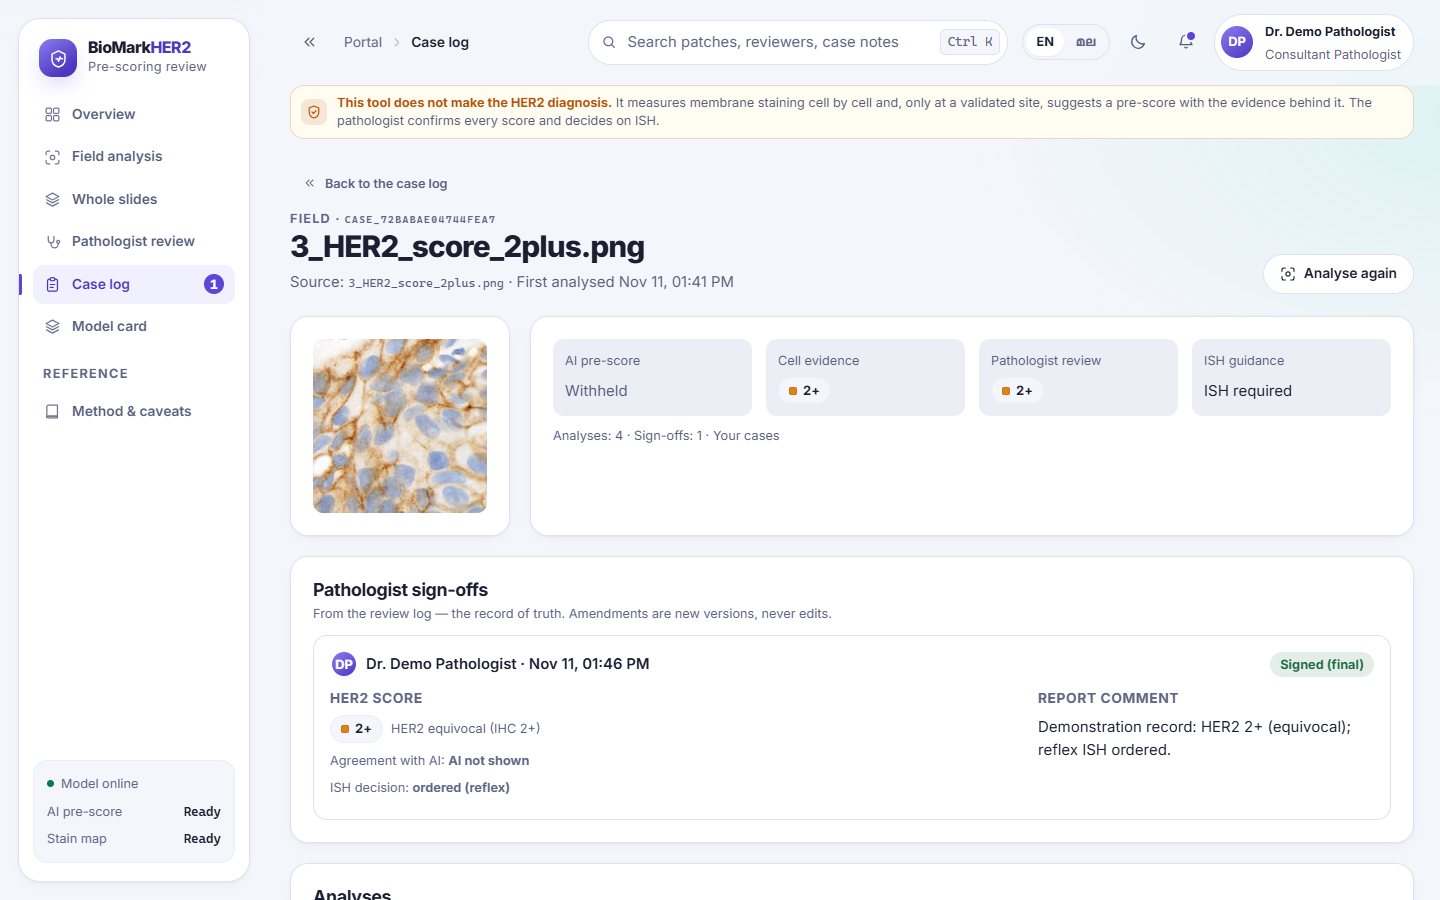 BioMarkHER2
Pre-scoring review
Overview
Field analysis
Whole slides
Pathologist review
Case log
1
Model card
REFERENCE
Method & caveats
Model online
AI pre-score Ready
Stain map Ready
Portal
Case log
Search patches, reviewers, case notes
Ctrl K
EN
മല
DP
Dr. Demo Pathologist
Consultant Pathologist
This tool does not make the HER2 diagnosis. It measures membrane staining cell by cell and, only at a validated site, suggests a pre-score with the evidence behind it. The
pathologist confirms every score and decides on ISH.
Back to the case log
FIELD · CASE_72BABAE04744FEA7
3_HER2_score_2plus.png
Source: 3_HER2_score_2plus.png · First analysed Nov 11, 01:41 PM
Analyse again
AI pre-score
Withheld
Cell evidence
2+
Pathologist review
2+
ISH guidance
ISH required
Analyses: 4 · Sign-offs: 1 · Your cases
Pathologist sign-offs
From the review log — the record of truth. Amendments are new versions, never edits.
DP
Dr. Demo Pathologist · Nov 11, 01:46 PM
Signed (final)
HER2 SCORE
2+ HER2 equivocal (IHC 2+)
Agreement with AI: AI not shown
ISH decision: ordered (reflex)
REPORT COMMENT
Demonstration record: HER2 2+ (equivocal);
reflex ISH ordered.
Analyses